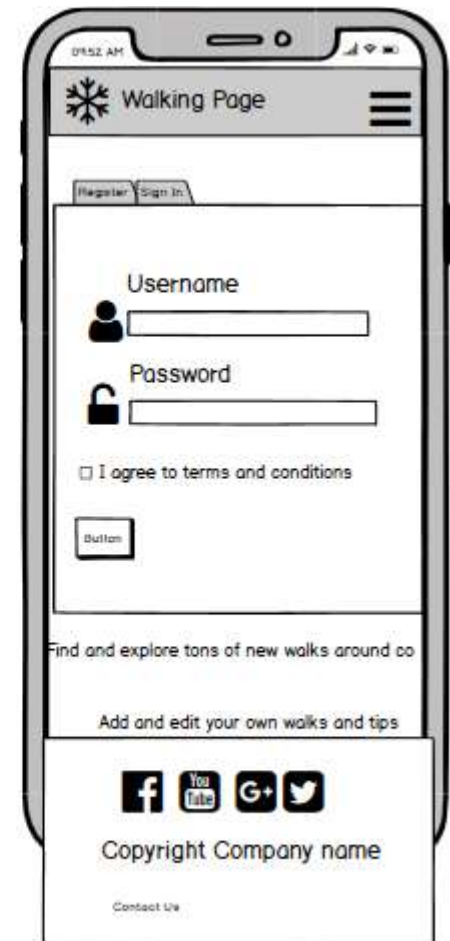 09:52 AM
Walking Page
Register Sign In
Username
Password
I agree to terms and conditions
Button
Find and explore tons of new walks around co
Add and edit your own walks and tips
f You Tube G+
Copyright Company name
Contact Us